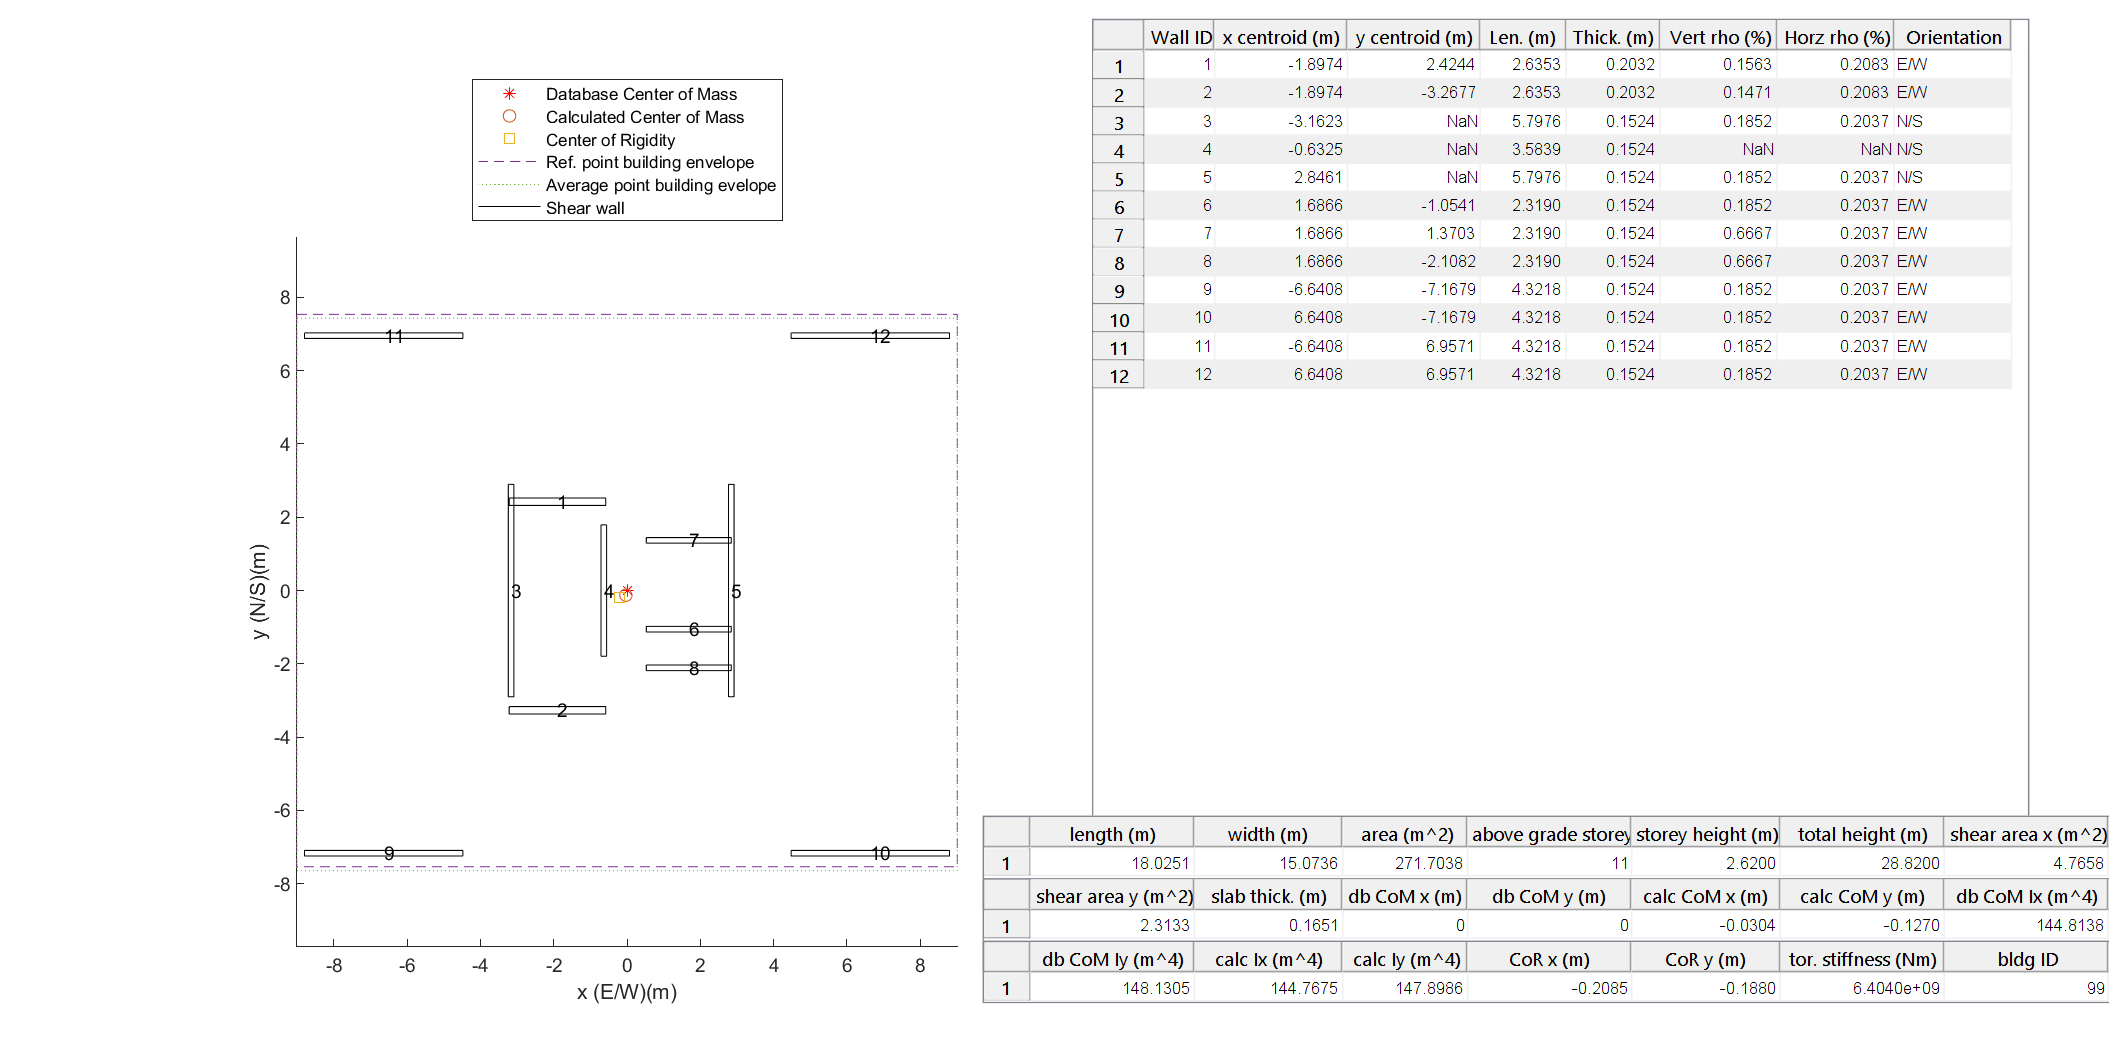 Database Center of Mass
Calculated Center of Mass
Center of Rigidity
Ref. point building envelope
Average point building evelope
Shear wall
y (N/S)(m)
8
6
4
2
0
-2
-4
-6
-8
11
12
1
7
3
4
5
6
8
2
9
10
-8 -6 -4 -2 0 2 4 6 8
x (E/W)(m)
Wall ID x centroid (m) y centroid (m) Len. (m) Thick. (m) Vert rho (%) Horz rho (%) Orientation
1 1 -1.8974 2.4244 2.6353 0.2032 0.1563 0.2083 E/W
2 2 -1.8974 -3.2677 2.6353 0.2032 0.1471 0.2083 E/W
3 3 -3.1623 NaN 5.7976 0.1524 0.1852 0.2037 N/S
4 4 -0.6325 NaN 3.5839 0.1524 NaN NaN N/S
5 5 2.8461 NaN 5.7976 0.1524 0.1852 0.2037 N/S
6 6 1.6866 -1.0541 2.3190 0.1524 0.1852 0.2037 E/W
7 7 1.6866 1.3703 2.3190 0.1524 0.6667 0.2037 E/W
8 8 1.6866 -2.1082 2.3190 0.1524 0.6667 0.2037 E/W
9 9 -6.6408 -7.1679 4.3218 0.1524 0.1852 0.2037 E/W
10 10 6.6408 -7.1679 4.3218 0.1524 0.1852 0.2037 E/W
11 11 -6.6408 6.9571 4.3218 0.1524 0.1852 0.2037 E/W
12 12 6.6408 6.9571 4.3218 0.1524 0.1852 0.2037 E/W
length (m) width (m) area (m^2) above grade storey storey height (m) total height (m) shear area x (m^2)
1 18.0251 15.0736 271.7038 11 2.6200 28.8200 4.7658
shear area y (m^2) slab thick. (m) db CoM x (m) db CoM y (m) calc CoM x (m) calc CoM y (m) db CoM Ix (m^4)
1 2.3133 0.1651 0 0 -0.0304 -0.1270 144.8138
db CoM Iy (m^4) calc Ix (m^4) calc Iy (m^4) CoR x (m) CoR y (m) tor. stiffness (Nm) bldg ID
1 148.1305 144.7675 147.8986 -0.2085 -0.1880 6.4040e+09 99